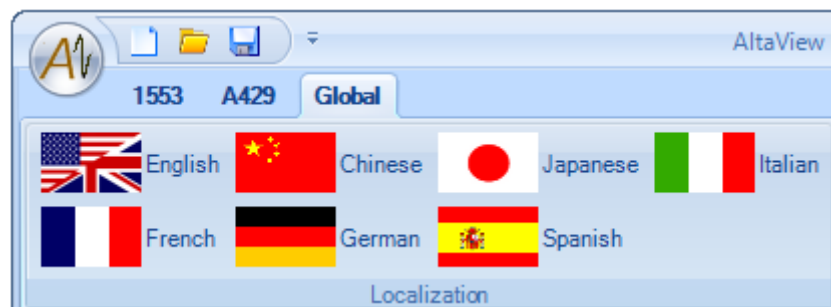 AltaView
1553 A429 Global
English Chinese Japanese Italian
French German Spanish
Localization